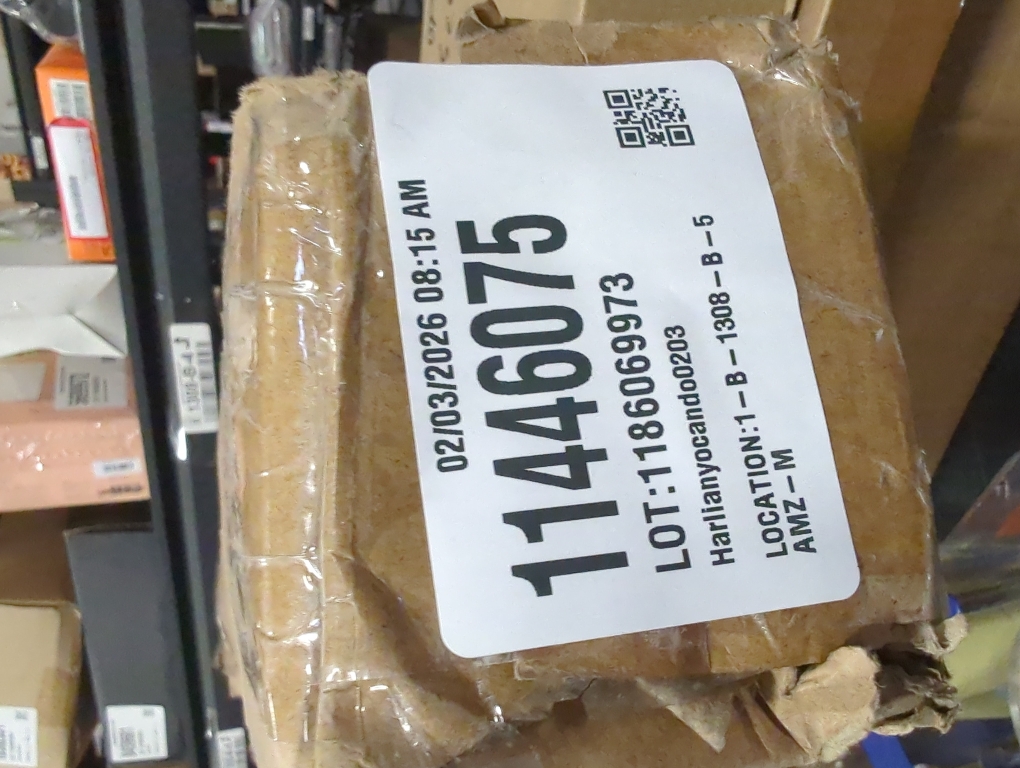 02/03/2026 08:15 AM
11446075
LOT:1186069973
Harlianyocando0203
LOCATION:1-B-1308-B-5
AMZ-M